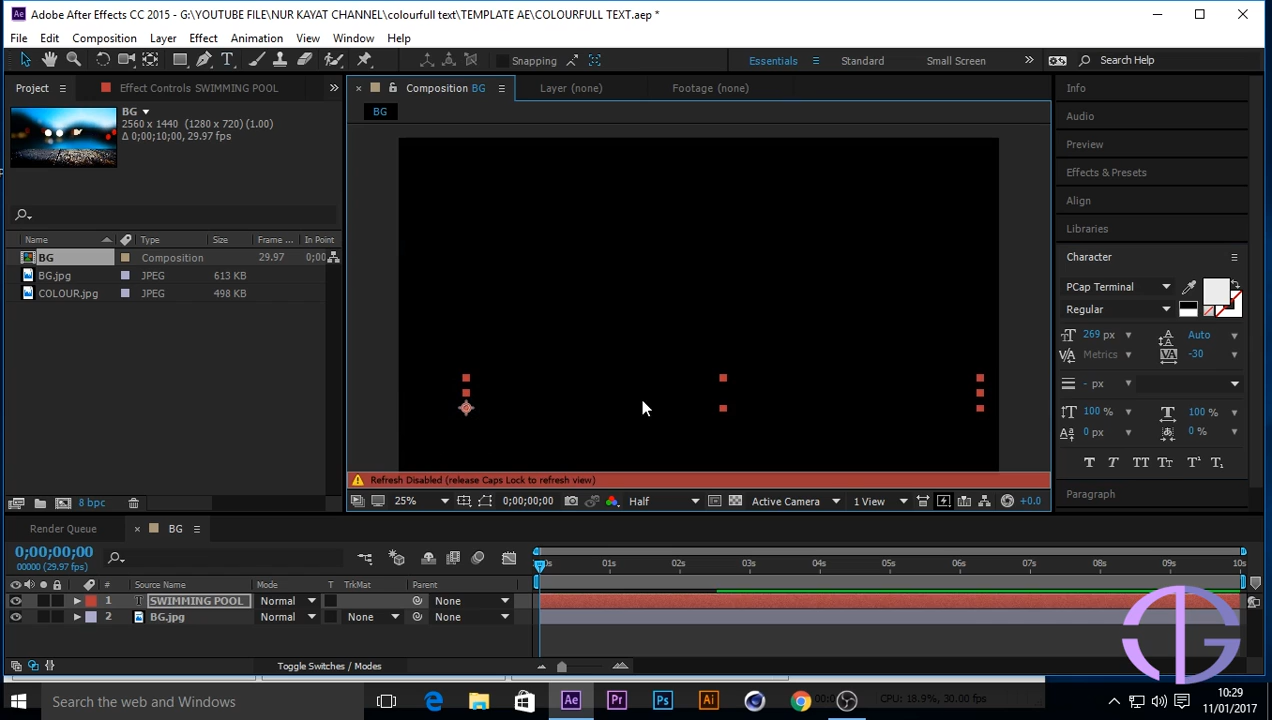 Adobe After Effects CC 2015 - G:\YOUTUBE FILE\NUR KAYAT CHANNEL\colourfull text\TEMPLATE AE\COLOURFULL TEXT.aep *
File Edit Composition Layer Effect Animation View Window Help
Snapping Essentials Standard Small Screen Search Help
Project Effect Controls SWIMMING POOL
Composition BG Layer (none) Footage (none)
BG
2560 x 1440 (1280 x 720) (1.00)
Δ 0;00;10;00, 29.97 fps
Name Type Size Frame ... In Point
BG Composition 29.97 0;00
BG.jpg JPEG 613 KB
COLOUR.jpg JPEG 498 KB
8 bpc
BG
Refresh Disabled (release Caps Lock to refresh view)
25% 0;00;00;00 Half Active Camera 1 View +0.0
Info
Audio
Preview
Effects & Presets
Align
Libraries
Character
PCap Terminal
Regular
269 px Auto
Metrics -30
- px
100 % 100 %
0 px 0 %
T T TT Tт T¹ T₁
Paragraph
Render Queue BG
0;00;00;00
00000 (29.97 fps)
# Source Name Mode T TrkMat Parent
1 T SWIMMING POOL Normal None
2 BG.jpg Normal None None
Toggle Switches / Modes
0s 01s 02s 03s 04s 05s 06s 07s 08s 09s 10s
Search the web and Windows
Ae Pr Ps Ai
CPU: 18.9%, 30.00 fps
10:29
11/01/2017